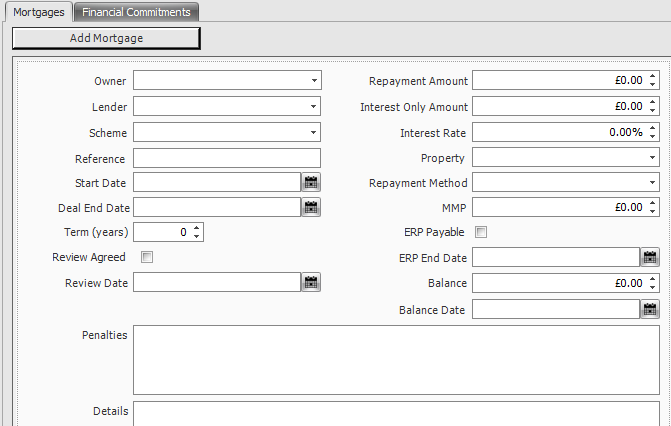 Mortgages Financial Commitments
Add Mortgage
Owner Repayment Amount £0.00
Lender Interest Only Amount £0.00
Scheme Interest Rate 0.00%
Reference Property
Start Date Repayment Method
Deal End Date MMP £0.00
Term (years) 0 ERP Payable
Review Agreed ERP End Date
Review Date Balance £0.00
Balance Date
Penalties
Details